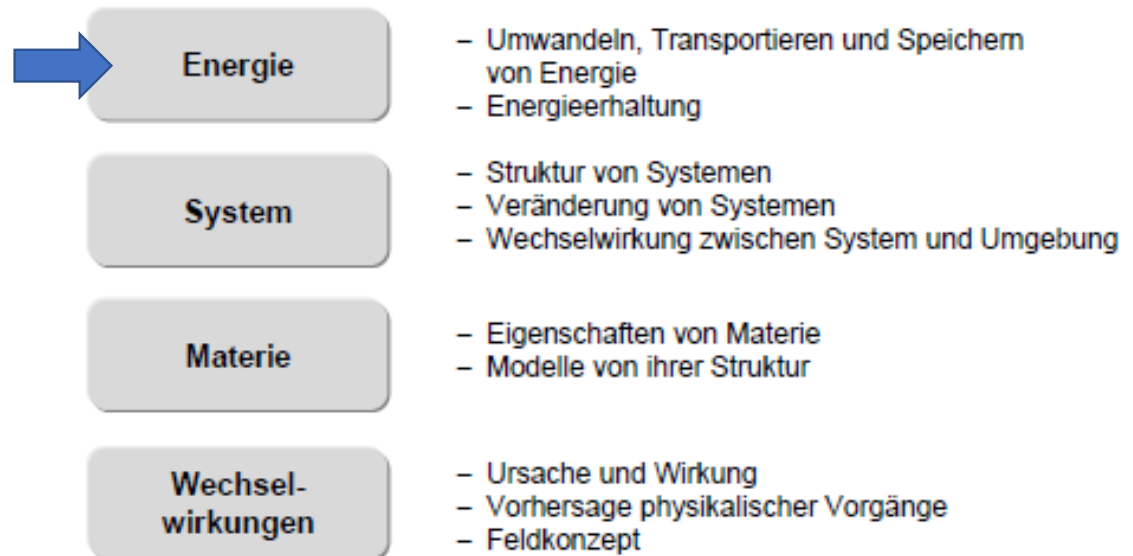 Energie
– Umwandeln, Transportieren und Speichern
von Energie
– Energieerhaltung
System
– Struktur von Systemen
– Veränderung von Systemen
– Wechselwirkung zwischen System und Umgebung
Materie
– Eigenschaften von Materie
– Modelle von ihrer Struktur
Wechsel-
wirkungen
– Ursache und Wirkung
– Vorhersage physikalischer Vorgänge
– Feldkonzept